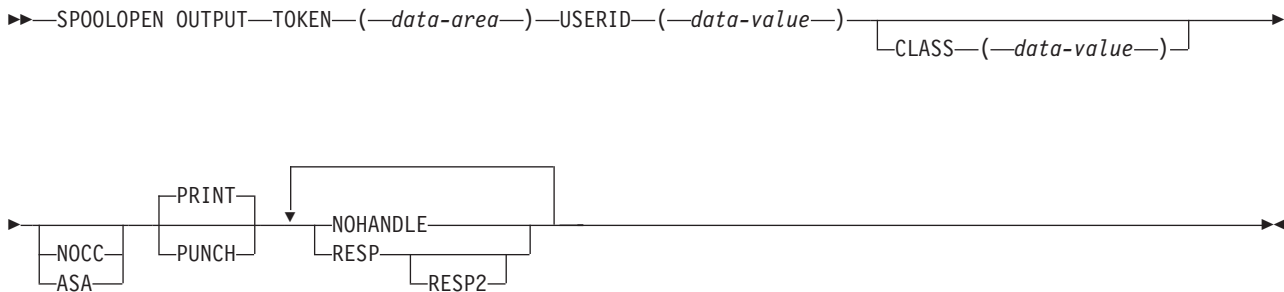 SPOOLOPEN OUTPUT TOKEN ( data-area ) USERID ( data-value )
CLASS ( data-value )
PRINT
NOHANDLE
NOCC PUNCH RESP
ASA RESP2